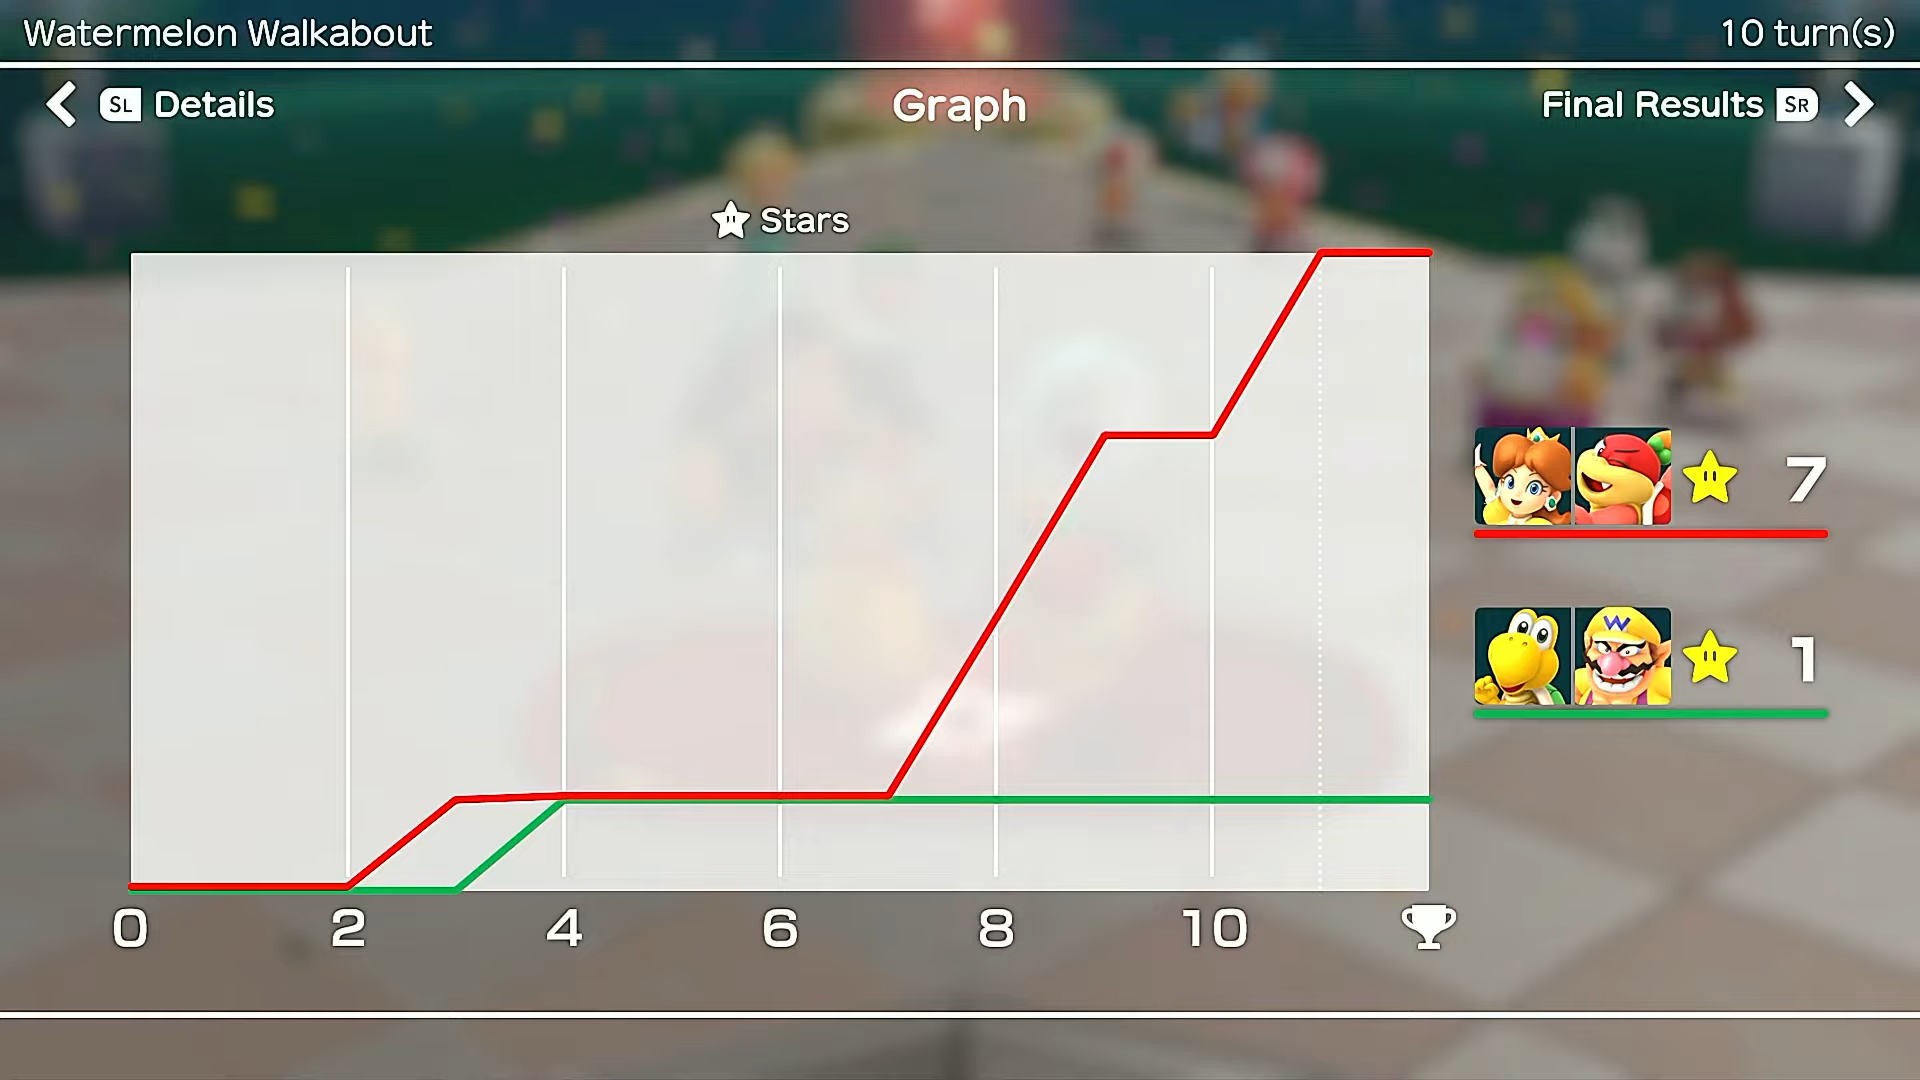 Watermelon Walkabout
10 turn(s)
SL Details
Graph
Final Results SR
Stars
7
W
1
0 2 4 6 8 10